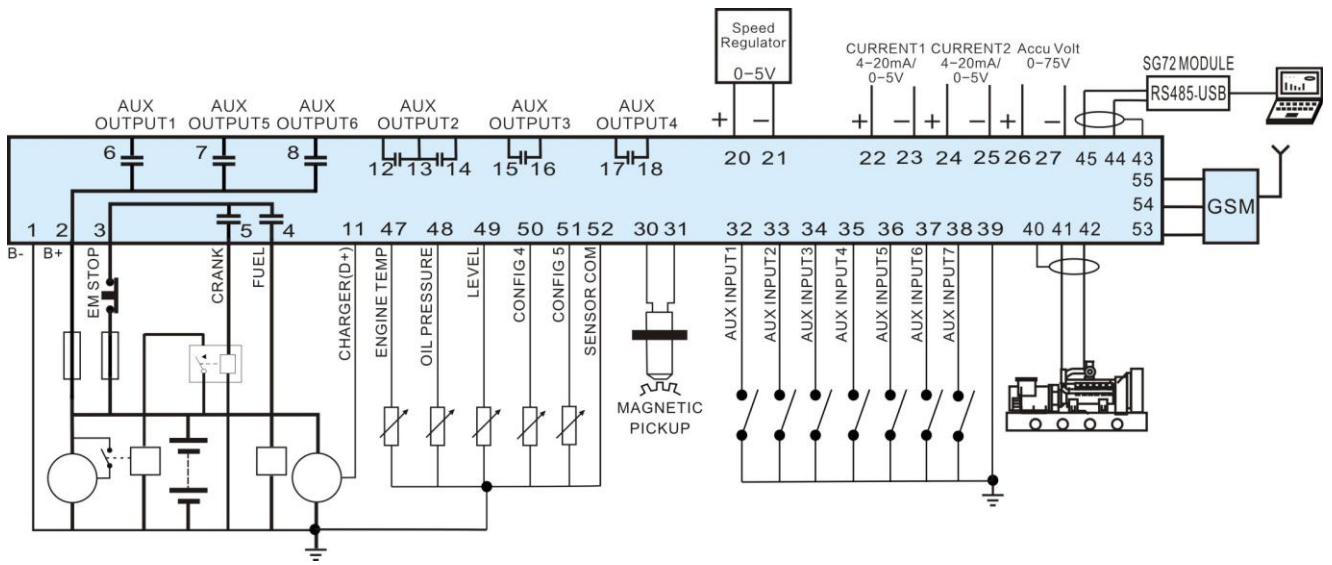 Speed
Regulator
0-5V
CURRENT1
4-20mA/
0-5V
CURRENT2
4-20mA/
0-5V
Accu Volt
0-75V
SG72 MODULE
RS485-USB
AUX
OUTPUT1
AUX
OUTPUT5
AUX
OUTPUT6
AUX
OUTPUT2
AUX
OUTPUT3
AUX
OUTPUT4
+ − + − + − + −
6 7 8 12 13 14 15 16 17 18 20 21 22 23 24 25 26 27 45 44 43
55
54
53
GSM
1 2 3 5 4 11 47 48 49 50 51 52 30 31 32 33 34 35 36 37 38 39 40 41 42
B-
B+
EM STOP
CRANK
FUEL
CHARGER(D+)
ENGINE TEMP
OIL PRESSURE
LEVEL
CONFIG 4
CONFIG 5
SENSOR COM
MAGNETIC
PICKUP
AUX INPUT1
AUX INPUT2
AUX INPUT3
AUX INPUT4
AUX INPUT5
AUX INPUT6
AUX INPUT7